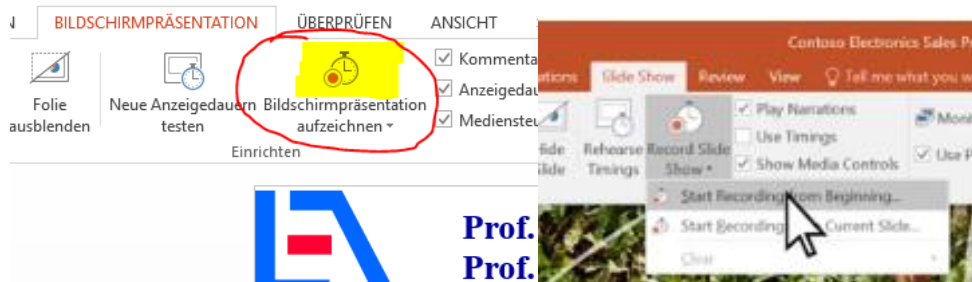 BILDSCHIRMPRÄSENTATION ÜBERPRÜFEN ANSICHT
Folie
ausblenden
Neue Anzeigedauern
testen
Bildschirmpräsentation
aufzeichnen
Einrichten
Prof.
Prof.
Contoso Electronics Sales
Slide Show Review View Tell me what you
Slide
Rehearse
Timings
Record Slide
Show
Play Narrations
Use Timings
Show Media Controls
Use
Start Recording from Beginning...
Start Recording Current Slide...
Clear